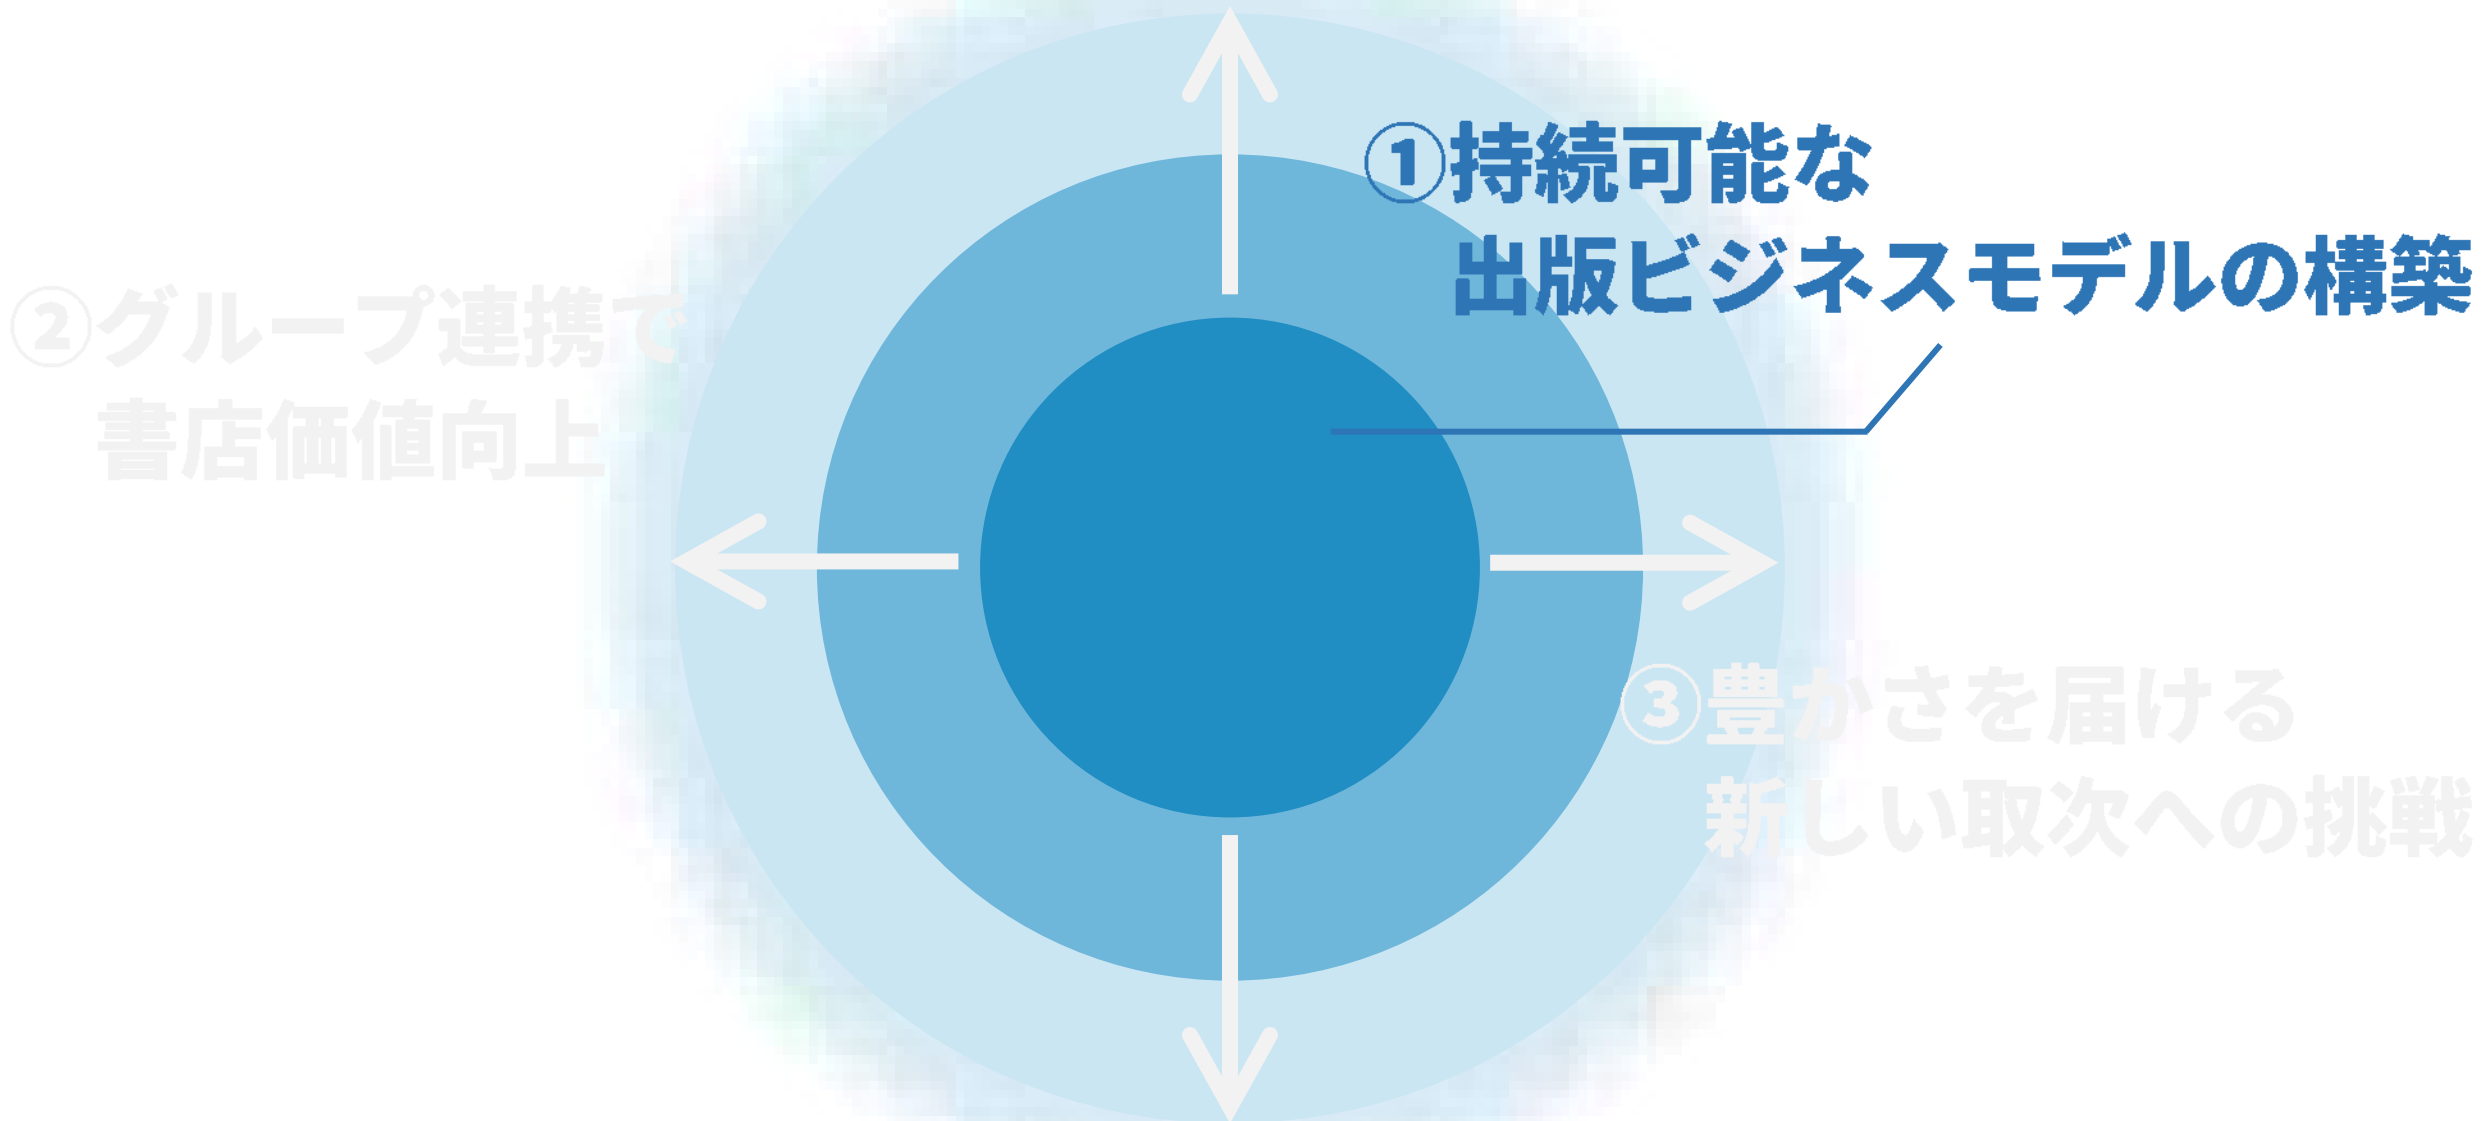 ①持続可能な
出版ビジネスモデルの構築
②グループ連携で
書店価値向上
③豊かさを届ける
新しい取次への挑戦